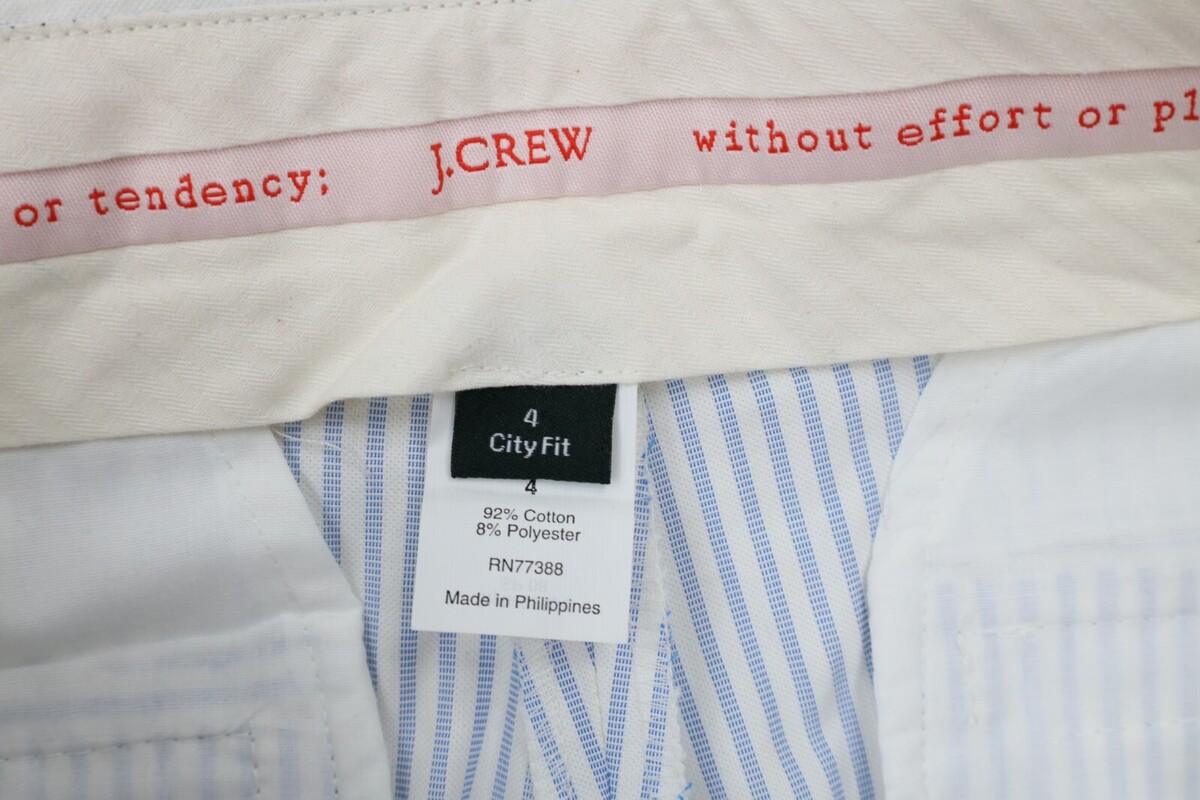 or tendency; J.CREW without effort or pl
4
City Fit
4
92% Cotton
8% Polyester
RN77388
Made in Philippines